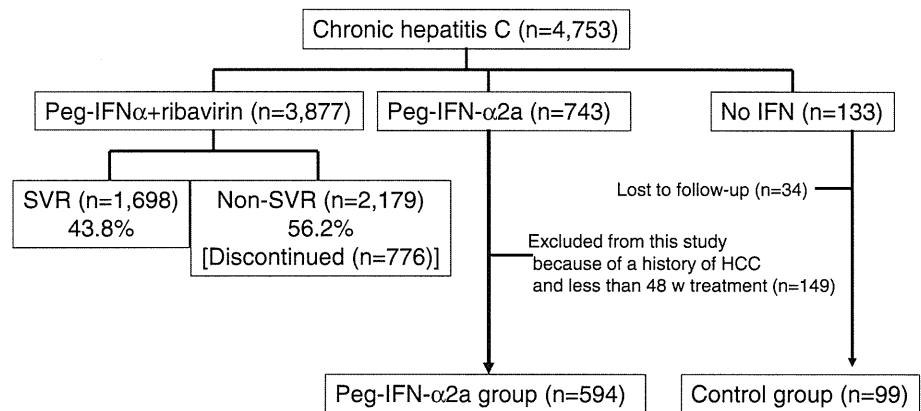 Chronic hepatitis C (n=4,753)
Peg-IFNα+ribavirin (n=3,877)
Peg-IFN-α2a (n=743)
No IFN (n=133)
SVR (n=1,698)
43.8%
Non-SVR (n=2,179)
56.2%
[Discontinued (n=776)]
Lost to follow-up (n=34)
Excluded from this study
because of a history of HCC
and less than 48 w treatment (n=149)
Peg-IFN-α2a group (n=594)
Control group (n=99)